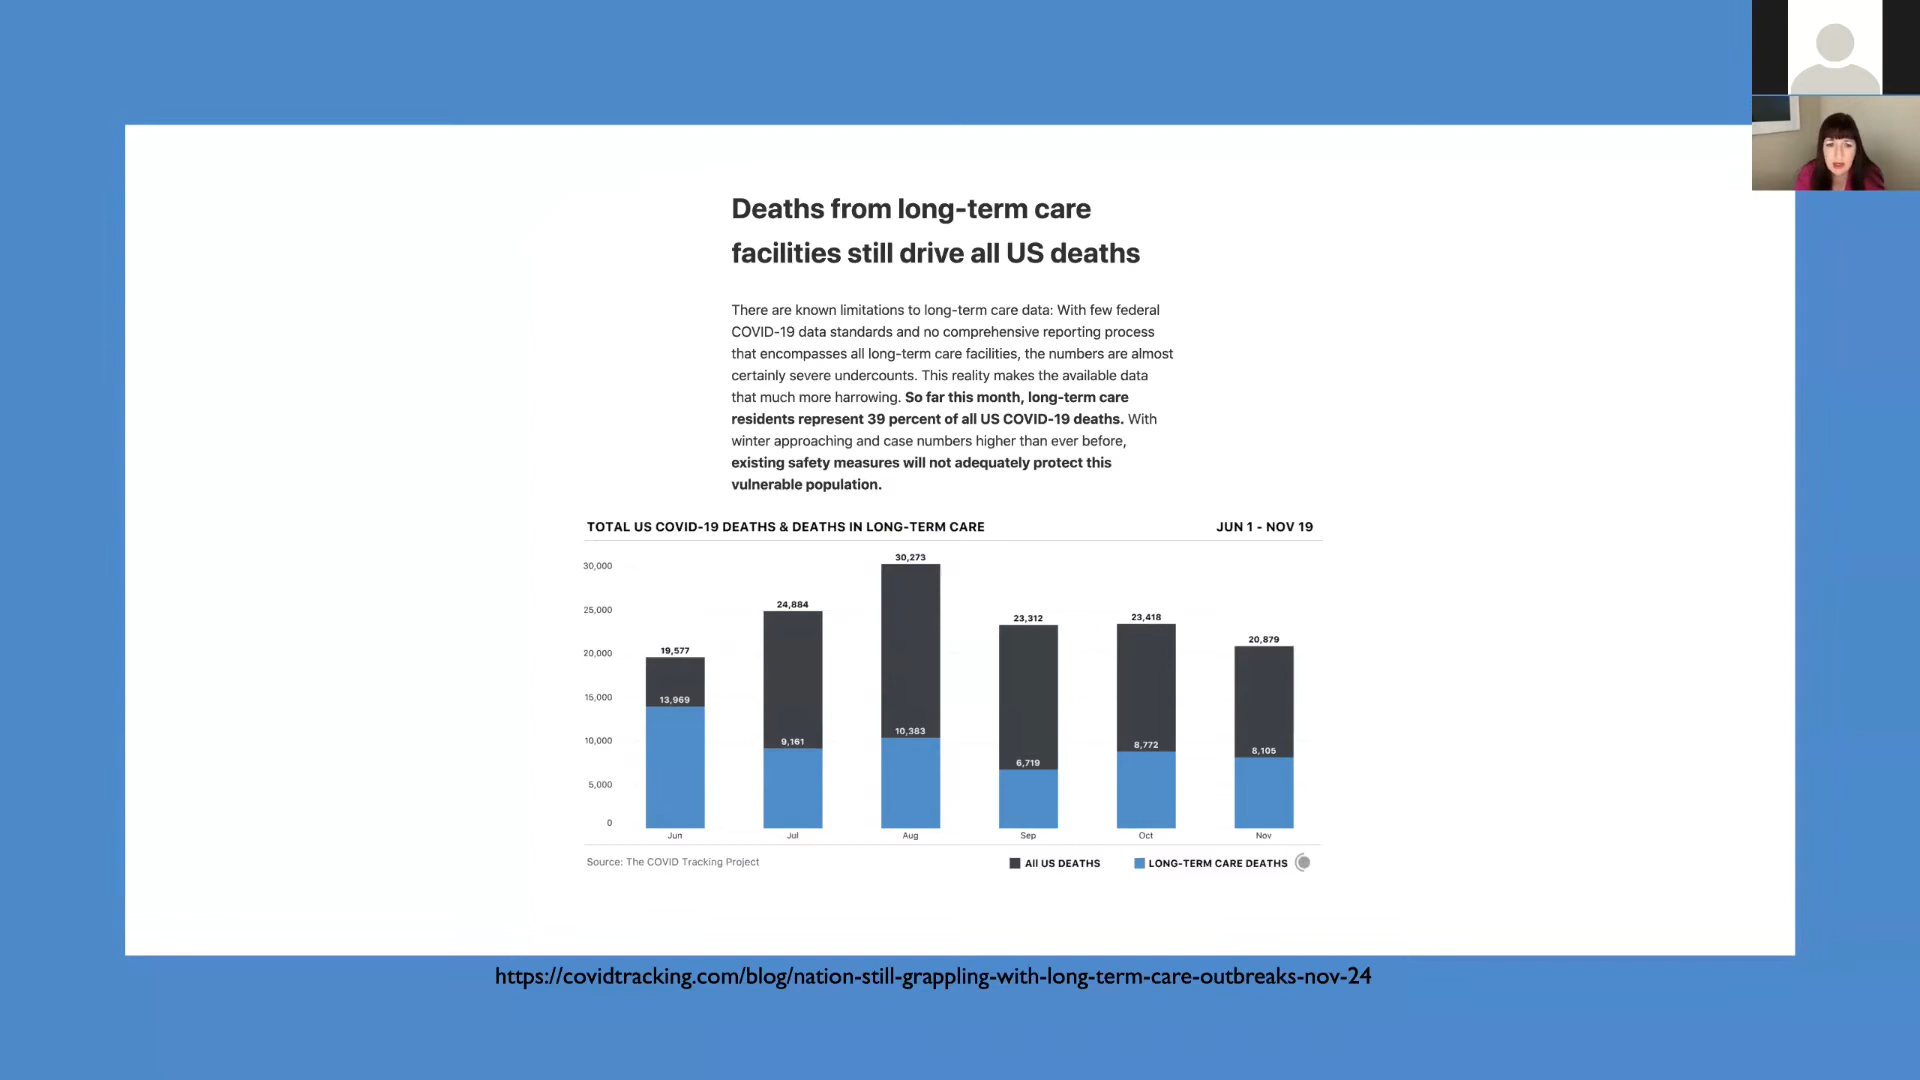 Deaths from long-term care
facilities still drive all US deaths
There are known limitations to long-term care data: With few federal
COVID-19 data standards and no comprehensive reporting process
that encompasses all long-term care facilities, the numbers are almost
certainly severe undercounts. This reality makes the available data
that much more harrowing. So far this month, long-term care
residents represent 39 percent of all US COVID-19 deaths. With
winter approaching and case numbers higher than ever before,
existing safety measures will not adequately protect this
vulnerable population.
TOTAL US COVID-19 DEATHS & DEATHS IN LONG-TERM CARE JUN 1 - NOV 19
30,000
25,000
20,000
15,000
10,000
5,000
0
19,577
13,969
24,884
9,161
30,273
10,383
23,312
6,719
23,418
8,772
20,879
8,105
Jun Jul Aug Sep Oct Nov
Source: The COVID Tracking Project
All US DEATHS LONG-TERM CARE DEATHS
https://covidtracking.com/blog/nation-still-grappling-with-long-term-care-outbreaks-nov-24